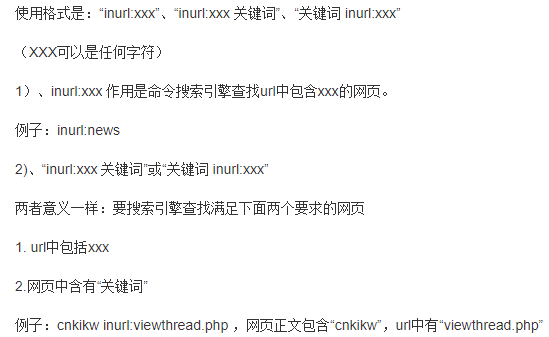 使用格式是：“inurl:xxx”、“inurl:xxx 关键词”、“关键词 inurl:xxx”
（XXX可以是任何字符）
1）、inurl:xxx 作用是命令搜索引擎查找url中包含xxx的网页。
例子：inurl:news
2)、“inurl:xxx 关键词”或“关键词 inurl:xxx”
两者意义一样：要搜索引擎查找满足下面两个要求的网页
1. url中包括xxx
2.网页中含有“关键词”
例子：cnkikw inurl:viewthread.php ，网页正文包含“cnkikw”，url中有“viewthread.php”